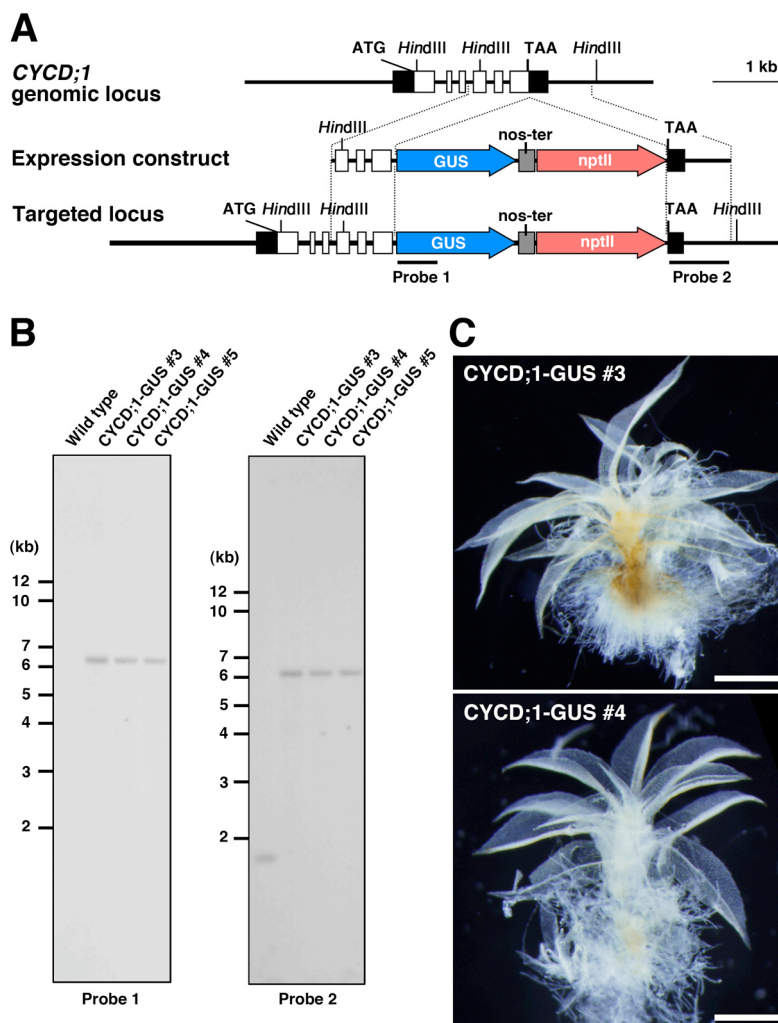 A
ATG HindIII HindIII TAA HindIII
CYCD;1
genomic locus
1 kb
HindIII
nos-ter
TAA
Expression construct
GUS
nptII
Targeted locus
ATG HindIII HindIII
nos-ter
TAA HindIII
GUS
nptII
Probe 1
Probe 2
B
Wild type
CYCD;1-GUS #3
CYCD;1-GUS #4
CYCD;1-GUS #5
(kb)
12
10
7
6
5
4
3
2
Probe 1
Wild type
CYCD;1-GUS #3
CYCD;1-GUS #4
CYCD;1-GUS #5
(kb)
12
10
7
6
5
4
3
2
Probe 2
C
CYCD;1-GUS #3
CYCD;1-GUS #4